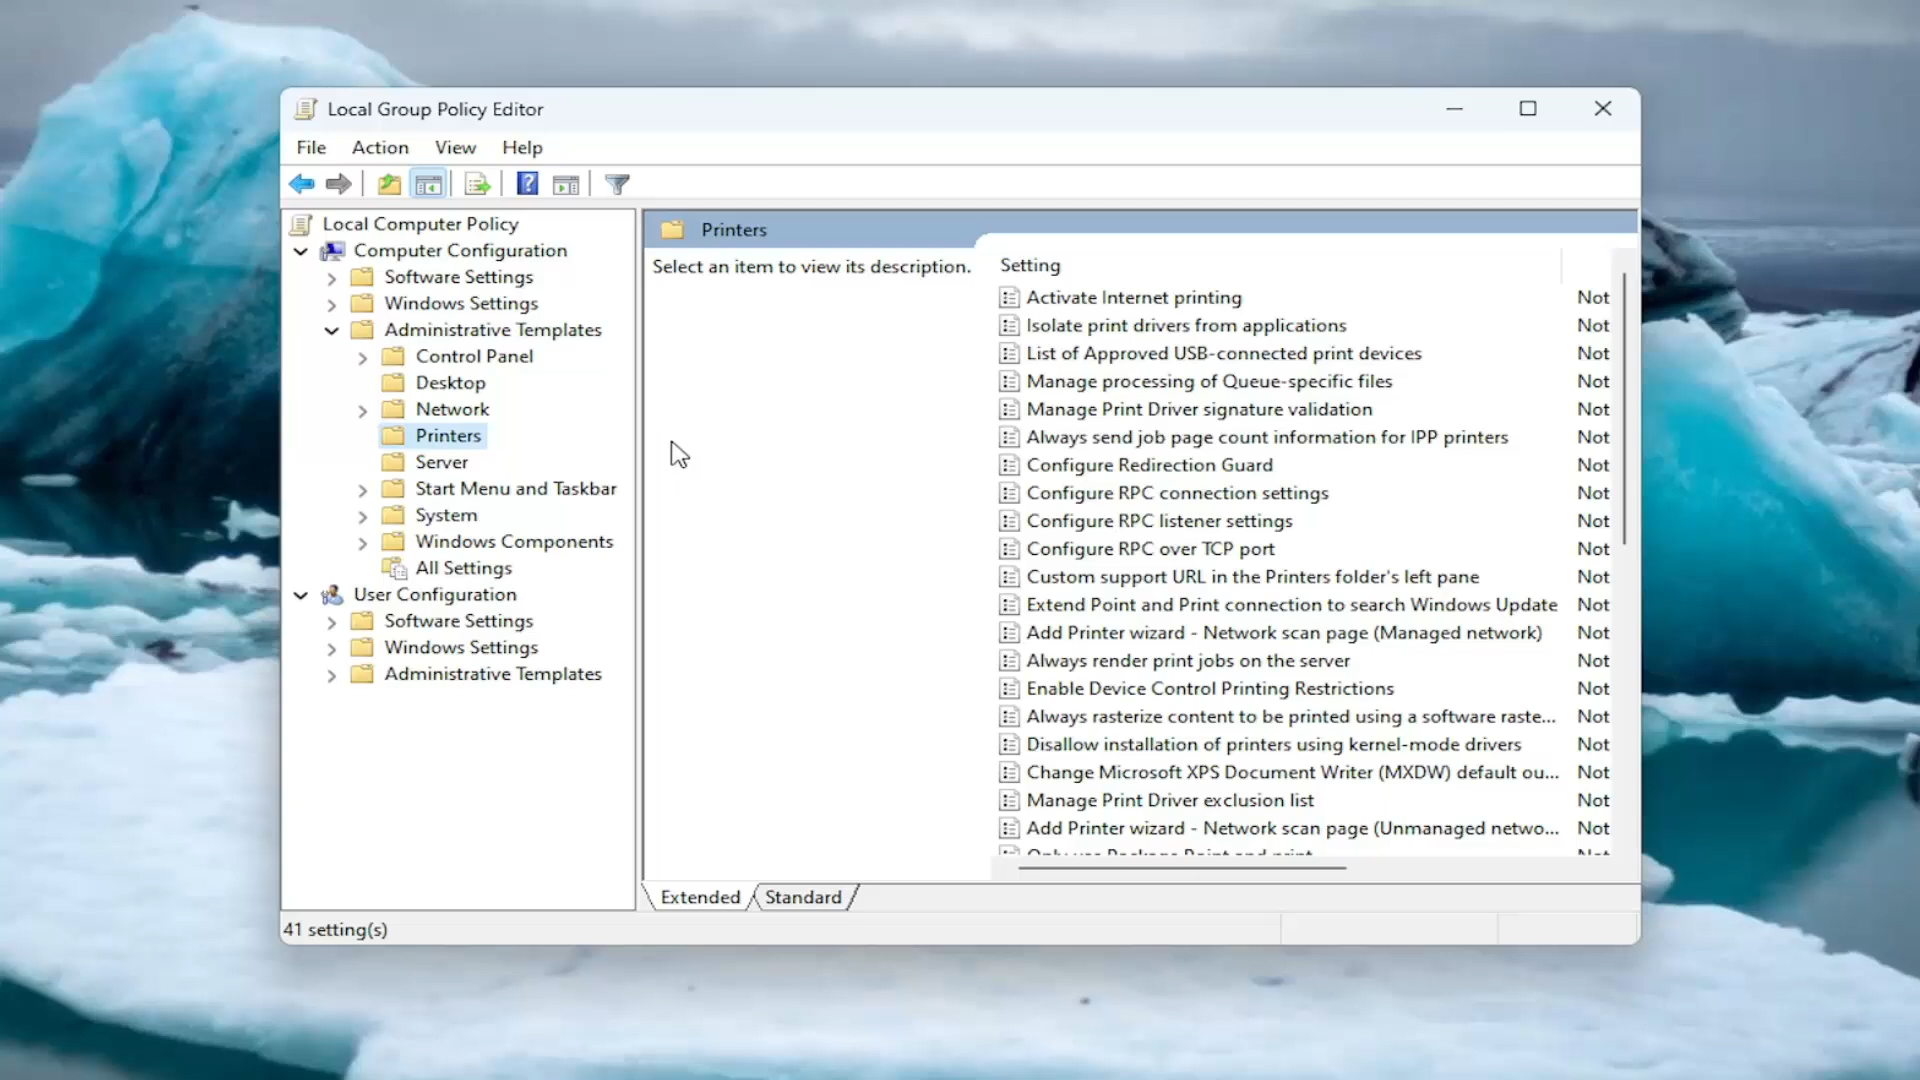 Local Group Policy Editor
File Action View Help
Local Computer Policy
Computer Configuration
Software Settings
Windows Settings
Administrative Templates
Control Panel
Desktop
Network
Printers
Server
Start Menu and Taskbar
System
Windows Components
All Settings
User Configuration
Software Settings
Windows Settings
Administrative Templates
Printers
Select an item to view its description.
Setting
Activate Internet printing Not
Isolate print drivers from applications Not
List of Approved USB-connected print devices Not
Manage processing of Queue-specific files Not
Manage Print Driver signature validation Not
Always send job page count information for IPP printers Not
Configure Redirection Guard Not
Configure RPC connection settings Not
Configure RPC listener settings Not
Configure RPC over TCP port Not
Custom support URL in the Printers folder's left pane Not
Extend Point and Print connection to search Windows Update Not
Add Printer wizard - Network scan page (Managed network) Not
Always render print jobs on the server Not
Enable Device Control Printing Restrictions Not
Always rasterize content to be printed using a software raste... Not
Disallow installation of printers using kernel-mode drivers Not
Change Microsoft XPS Document Writer (MXDW) default ou... Not
Manage Print Driver exclusion list Not
Add Printer wizard - Network scan page (Unmanaged netwo... Not
Only use Package Point and print Not
Extended Standard
41 setting(s)